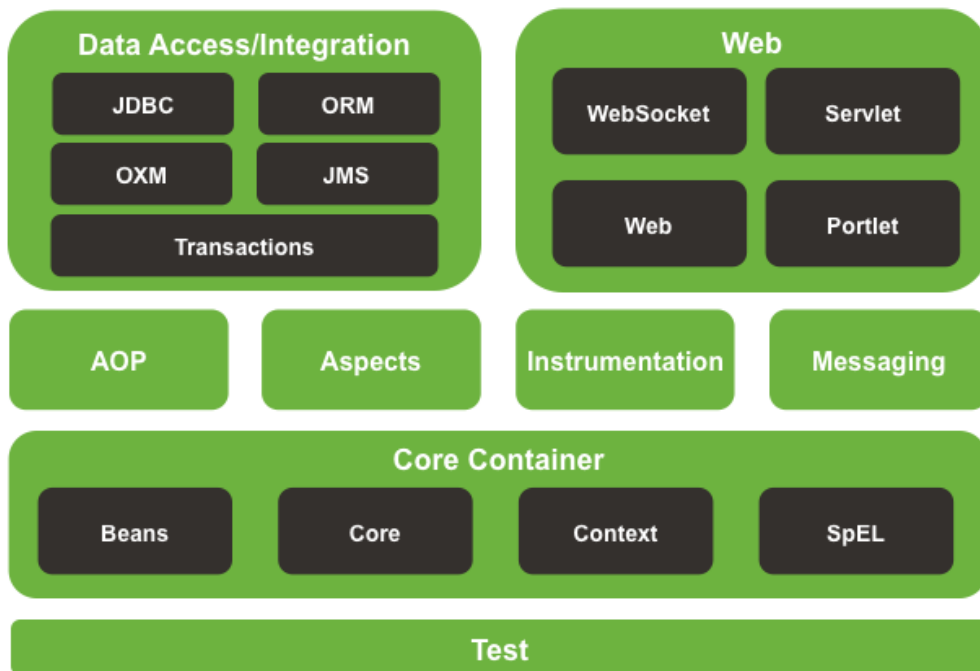 Data Access/Integration
JDBC
ORM
OXM
JMS
Transactions
Web
WebSocket
Servlet
Web
Portlet
AOP
Aspects
Instrumentation
Messaging
Core Container
Beans
Core
Context
SpEL
Test